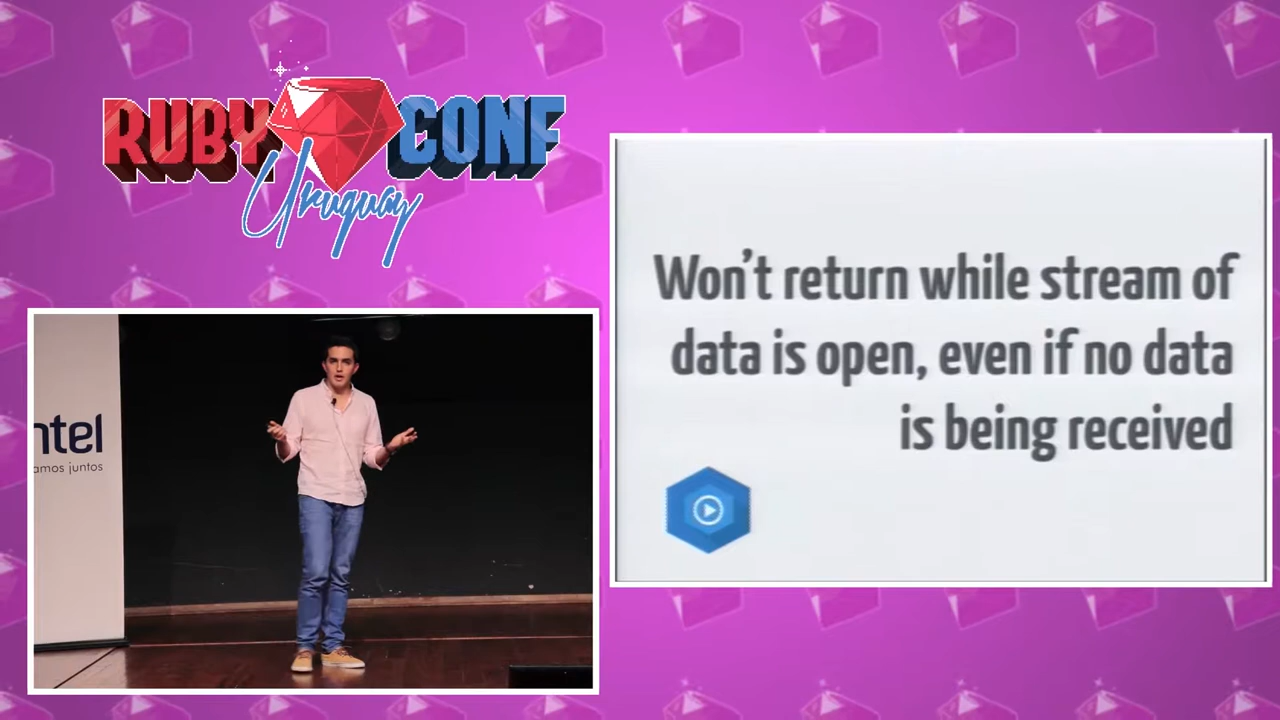 RUBY CONF
Uruguay
Won't return while stream of
data is open, even if no data
is being received
ntel
amos juntos